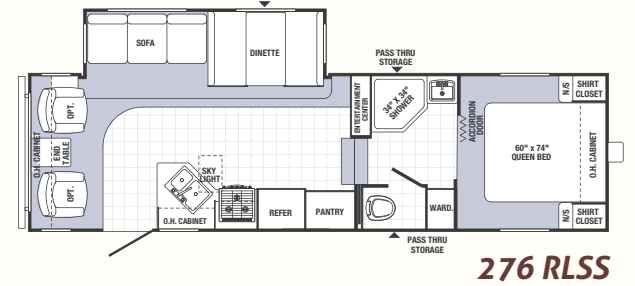 SOFA
DINETTE
PASS THRU
STORAGE
OPT.
O.H. CABINET
END
TABLE
OPT.
ENTERTAINMENT
CENTER
34" X 34"
SHOWER
ACCORDION
DOOR
N/S
SHIRT
CLOSET
60" x 74"
QUEEN BED
O.H. CABINET
SKY
LIGHT
O.H. CABINET
REFER
PANTRY
WARD.
N/S
SHIRT
CLOSET
PASS THRU
STORAGE
276 RLSS